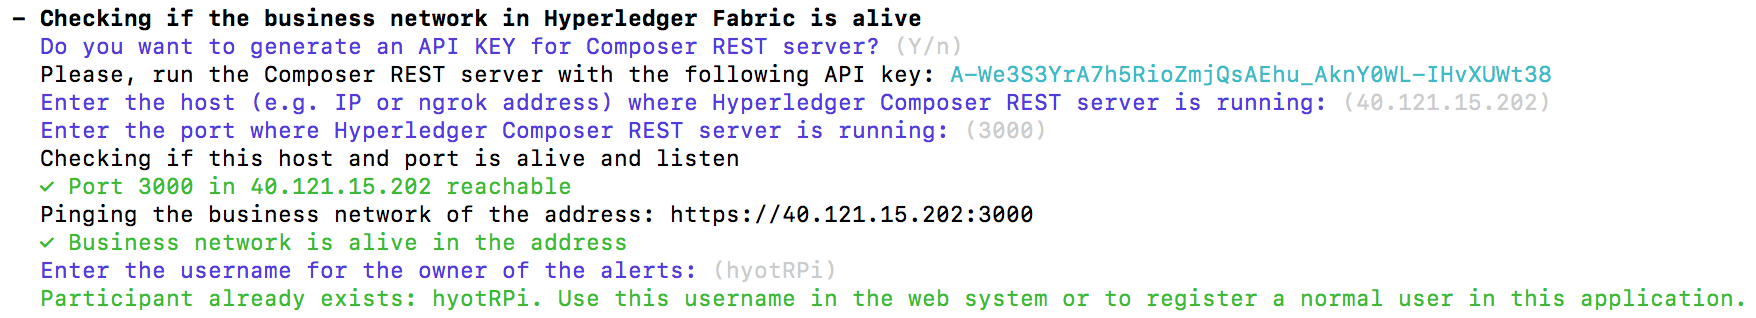 – Checking if the business network in Hyperledger Fabric is alive
Do you want to generate an API KEY for Composer REST server? (Y/n)
Please, run the Composer REST server with the following API key: A-We3S3YrA7h5RioZmjQsAEhu_AknY0WL-IHvXUWt38
Enter the host (e.g. IP or ngrok address) where Hyperledger Composer REST server is running: (40.121.15.202)
Enter the port where Hyperledger Composer REST server is running: (3000)
Checking if this host and port is alive and listen
✓ Port 3000 in 40.121.15.202 reachable
Pinging the business network of the address: https://40.121.15.202:3000
✓ Business network is alive in the address
Enter the username for the owner of the alerts: (hyotRPi)
Participant already exists: hyotRPi. Use this username in the web system or to register a normal user in this application.